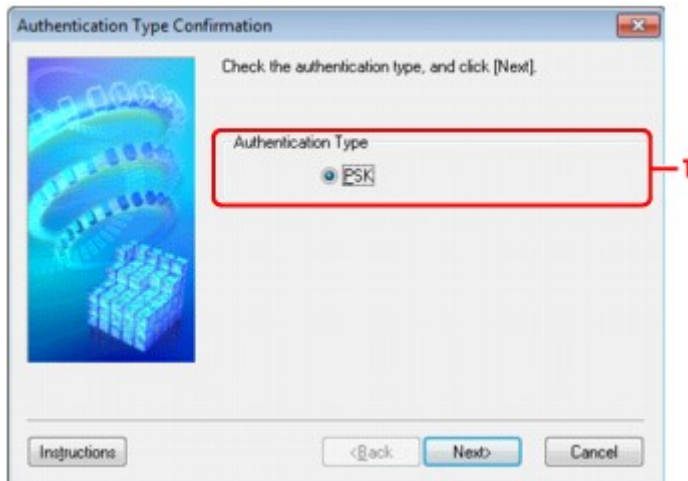 Authentication Type Confirmation
Check the authentication type, and click [Next].
Authentication Type
PSK
1
Instructions
<Back
Next>
Cancel